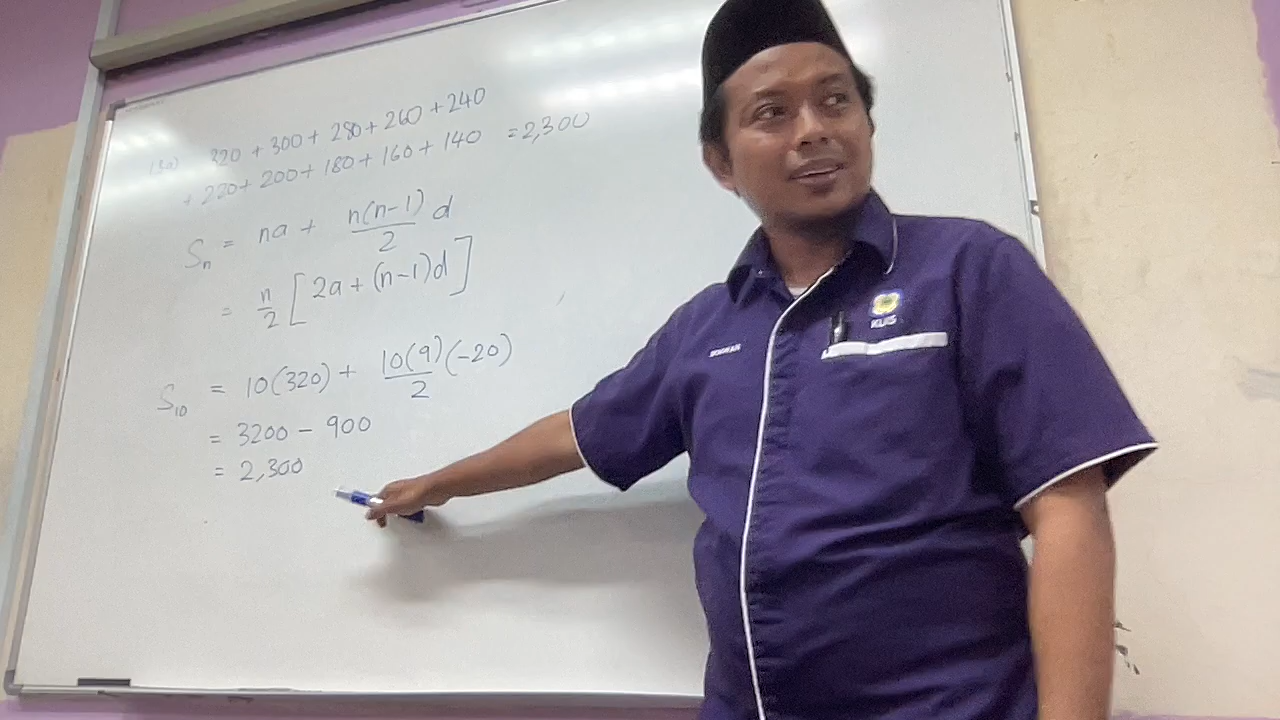 320 + 300 + 280 + 260 + 240
+ 220 + 200 + 180 + 160 + 140 = 2,300
Sₙ = na + n(n-1)/2 d
= n/2 [2a + (n-1)d]
S₁₀ = 10(320) + 10(9)/2 (-20)
= 3200 - 900
= 2,300
KUIS